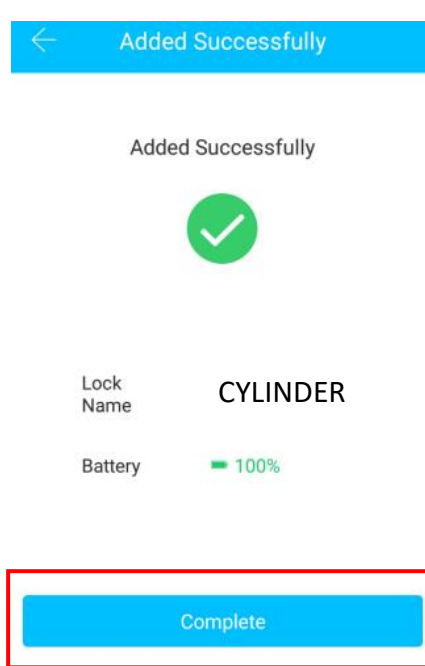 Added Successfully
Added Successfully
Lock
Name
CYLINDER
Battery
100%
Complete